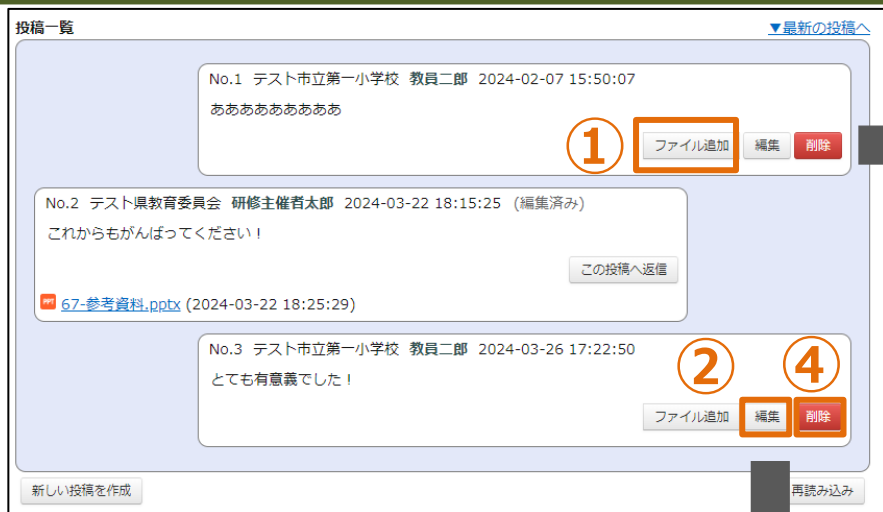 投稿一覧 ▼最新の投稿へ
No.1 テスト市立第一小学校 教員二郎 2024-02-07 15:50:07
あああああああああ
① ファイル追加 編集 削除
No.2 テスト県教育委員会 研修主催者太郎 2024-03-22 18:15:25 (編集済み)
これからもがんばってください！
この投稿へ返信
PPT 67-参考資料.pptx (2024-03-22 18:25:29)
No.3 テスト市立第一小学校 教員二郎 2024-03-26 17:22:50
とても有意義でした！
② ④
ファイル追加 編集 削除
新しい投稿を作成 再読み込み